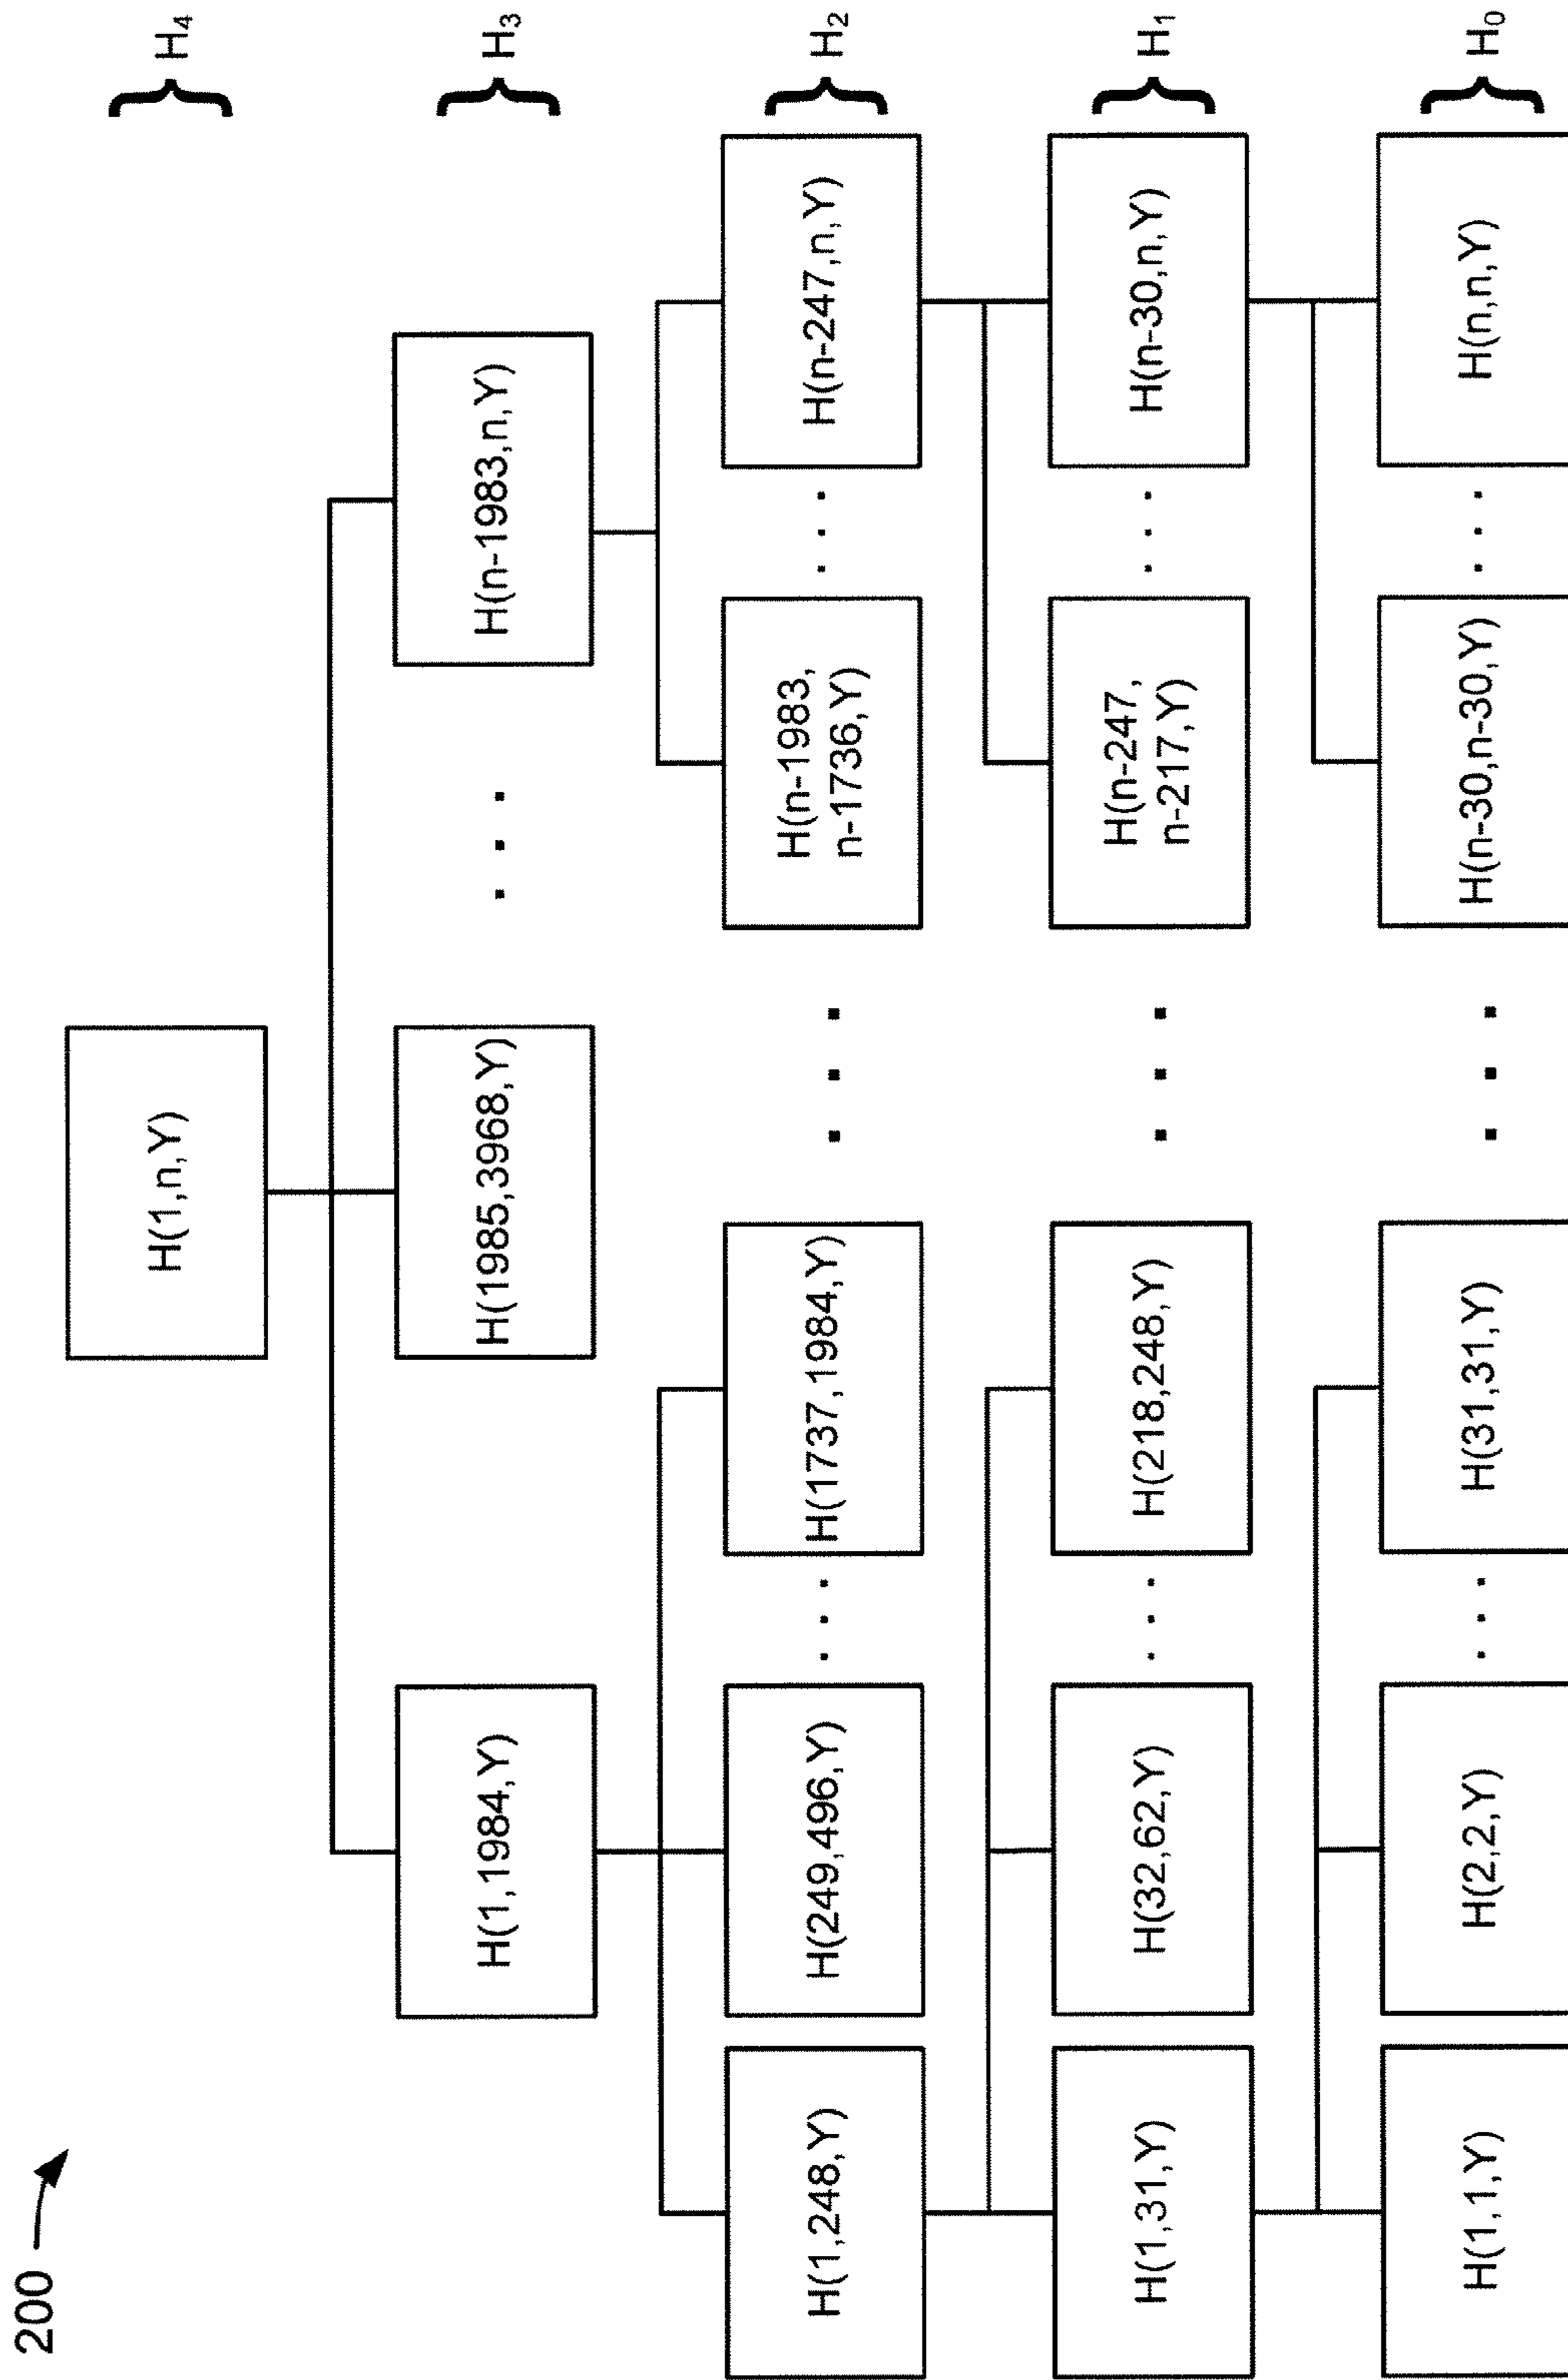 200
H(1,n,Y)
H4
H(1,1984,Y)
H(1985,3968,Y)
. . .
H(n-1983,n,Y)
H3
H(1,248,Y)
H(249,496,Y)
. . .
H(1737,1984,Y)
. . .
H(n-1983,
n-1736,Y)
. . .
H(n-247,n,Y)
H2
H(1,31,Y)
H(32,62,Y)
. . .
H(218,248,Y)
. . .
H(n-247,
n-217,Y)
. . .
H(n-30,n,Y)
H1
H(1,1,Y)
H(2,2,Y)
. . .
H(31,31,Y)
. . .
H(n-30,n-30,Y)
. . .
H(n,n,Y)
H0